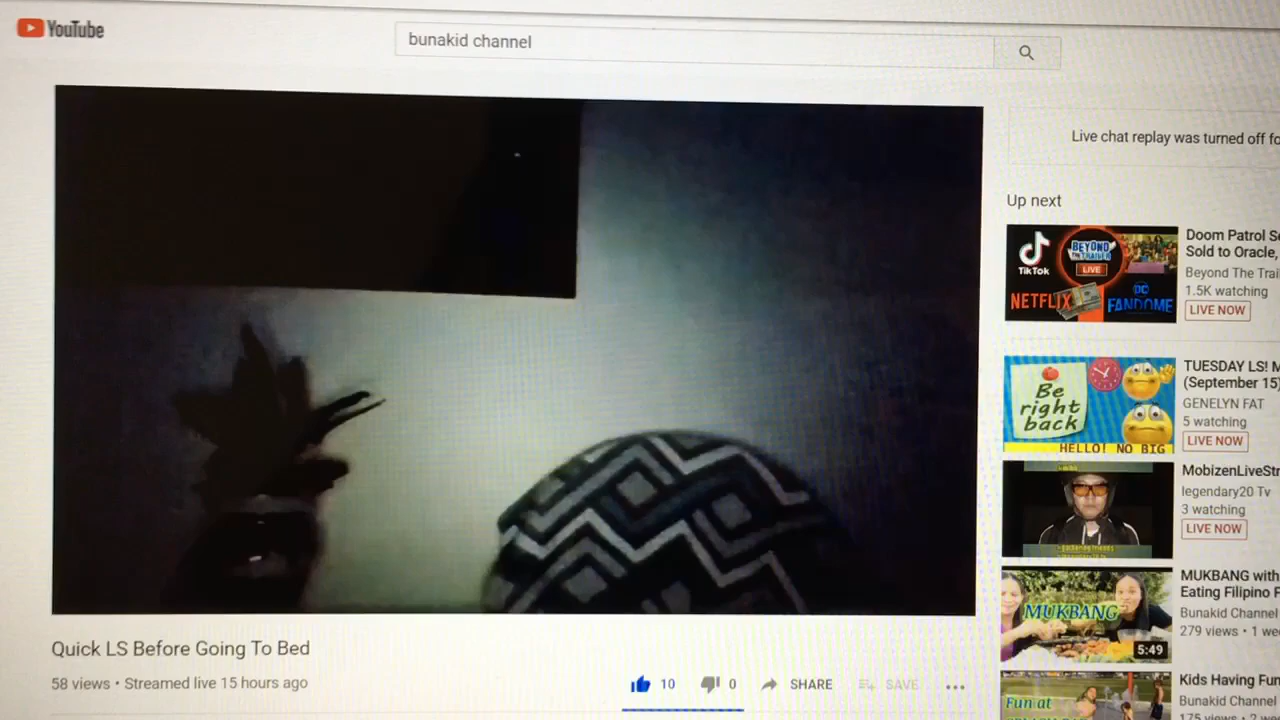 YouTube
bunakid channel
Live chat replay was turned off fo
Up next
TikTok
BEYOND
THE TRAILER
LIVE
NETFLIX
DC
FANDOME
Doom Patrol Se
Sold to Oracle,
Beyond The Trai
1.5K watching
LIVE NOW
Be
right
back
HELLO! NO BIG
TUESDAY LS! M
(September 15)
GENELYN FAT
5 watching
LIVE NOW
MobizenLiveStr
legendary20 Tv
3 watching
LIVE NOW
MUKBANG
5:49
MUKBANG with
Eating Filipino F
Bunakid Channel
279 views • 1 wee
Fun at
Kids Having Fun
Bunakid Channel
175 views • 2 we
Quick LS Before Going To Bed
58 views • Streamed live 15 hours ago
10
0
SHARE
SAVE